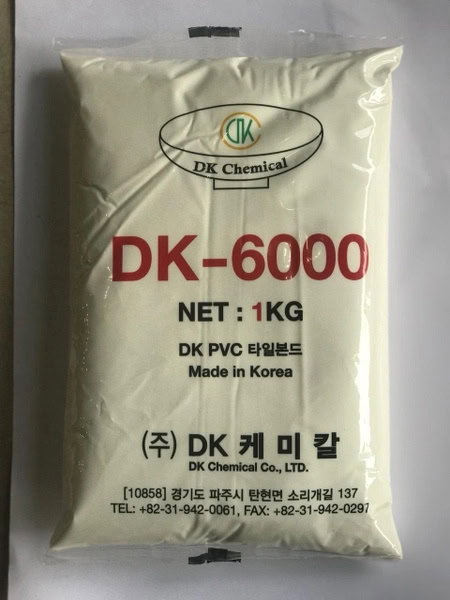 DK
DK Chemical
DK-6000
NET : 1KG
DK PVC 타일본드
Made in Korea
(주) DK 케미칼
DK Chemical Co., LTD.
[10858] 경기도 파주시 탄현면 소리개길 137
TEL: +82-31-942-0061, FAX: +82-31-942-0297